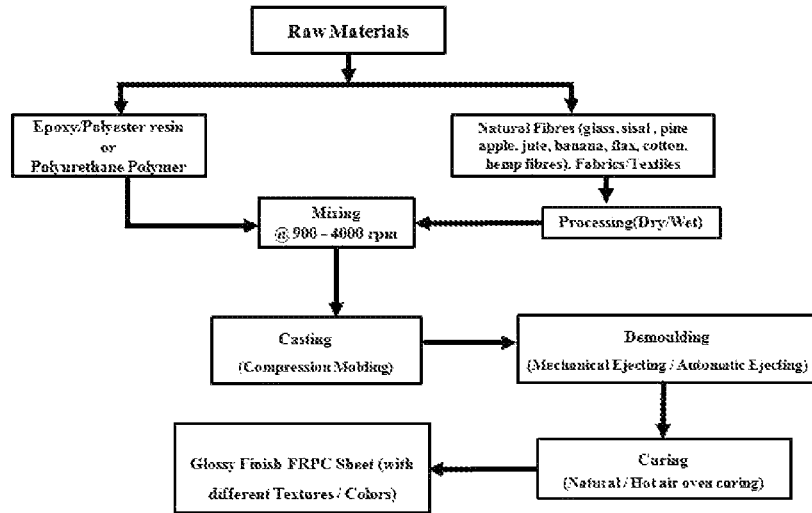 Raw Materials
Epoxy/Polyester resin
or
Polyurethane Polymer
Natural Fibres (glass, sisal , pine
apple, jute, banana, flax, cotton,
hemp fibres). Fabrics/Textiles
Mixing
@ 900 - 4000 rpm
Processing(Dry/Wet)
Casting
(Compression Molding)
Demoulding
(Mechanical Ejecting / Automatic Ejecting)
Glossy Finish FRPC Sheet (with
different Textures / Colors)
Curing
(Natural / Hot air oven curing)